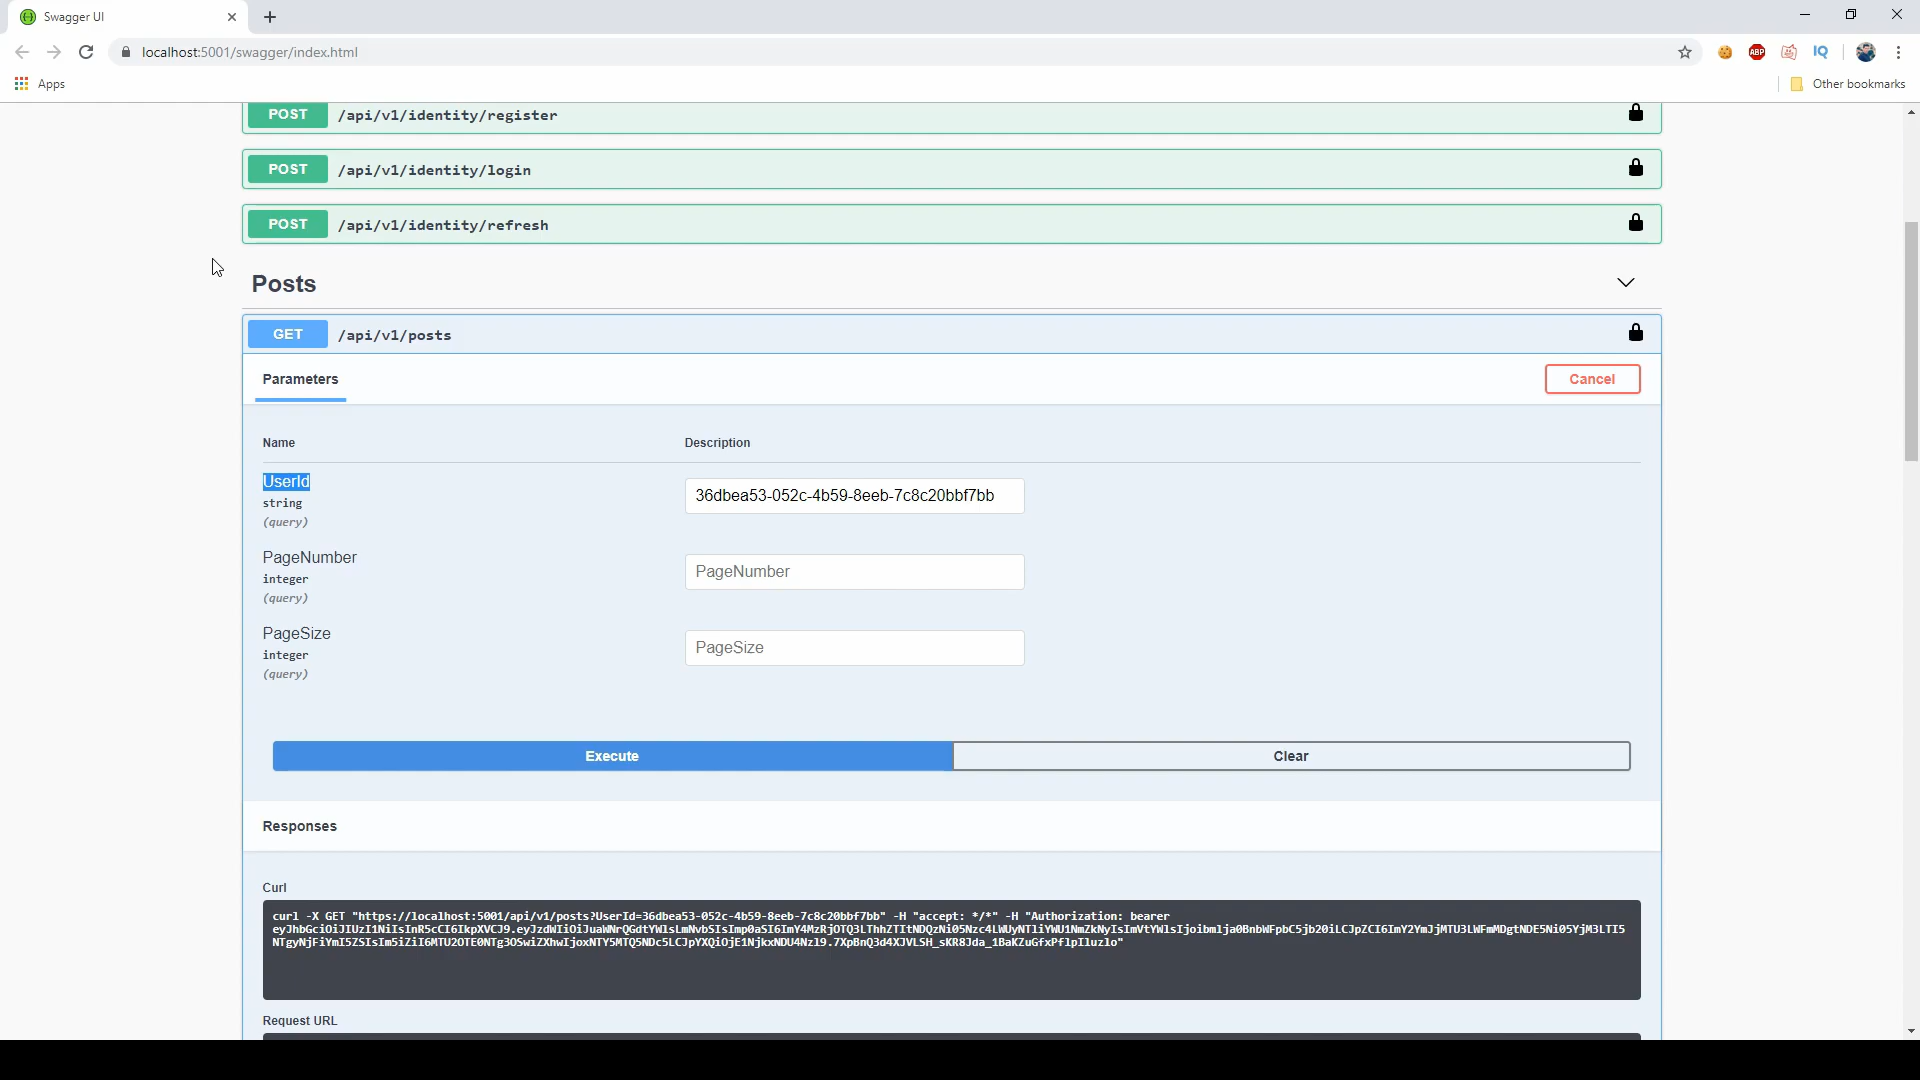 Swagger UI
localhost:5001/swagger/index.html
ABP
IQ
Apps
Other bookmarks
POST /api/v1/identity/register
POST /api/v1/identity/login
POST /api/v1/identity/refresh
Posts
GET /api/v1/posts
Parameters
Cancel
Name Description
UserId
string
(query)
36dbea53-052c-4b59-8eeb-7c8c20bbf7bb
PageNumber
integer
(query)
PageNumber
PageSize
integer
(query)
PageSize
Execute Clear
Responses
Curl
curl -X GET "https://localhost:5001/api/v1/posts?UserId=36dbea53-052c-4b59-8eeb-7c8c20bbf7bb" -H "accept: */*" -H "Authorization: bearer
Request URL